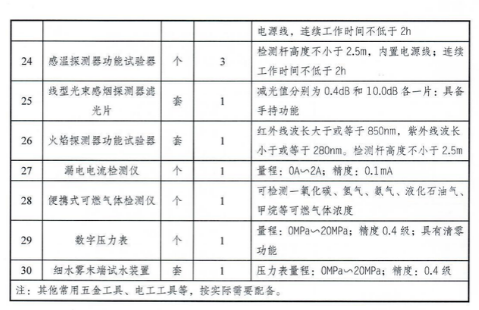 电源线，连续工作时间不低于2h
24 感温探测器功能试验器 个 3 检测杆高度不小于2.5m，内置电源线；连续
工作时间不低于2h
25 线型光束感烟探测器滤 套 1 减光值分别为0.4dB和10.0dB各一片；具备
光片 手持功能
26 火焰探测器功能试验器 套 1 红外线波长大于或等于850nm，紫外线波长
小于或等于280nm。检测杆高度不小于2.5m
27 漏电电流检测仪 个 1 量程：0A～2A；精度：0.1mA
28 便携式可燃气体检测仪 个 1 可检测一氧化碳、氢气、氨气、液化石油气、
甲烷等可燃气体浓度
29 数字压力表 个 1 量程：0MPa～20MPa；精度0.4级；具有清零
功能
30 细水雾末端试水装置 套 1 压力表量程：0MPa～20MPa；精度：0.4级
注：其他常用五金工具、电工工具等，按实际需要配备。